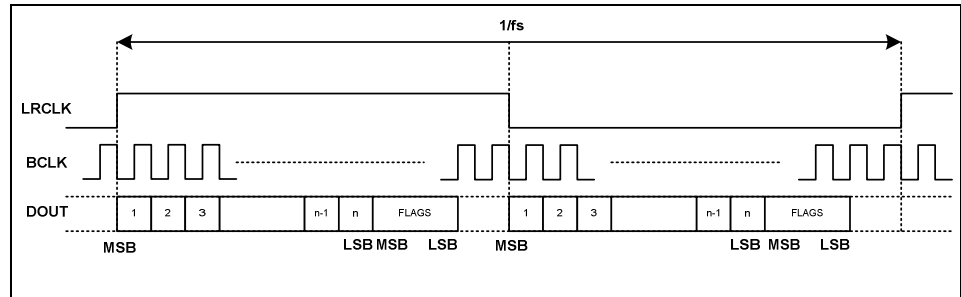 1/fs
LRCLK
BCLK
DOUT
1 2 3 n-1 n FLAGS 1 2 3 n-1 n FLAGS
MSB LSB MSB LSB MSB LSB MSB LSB